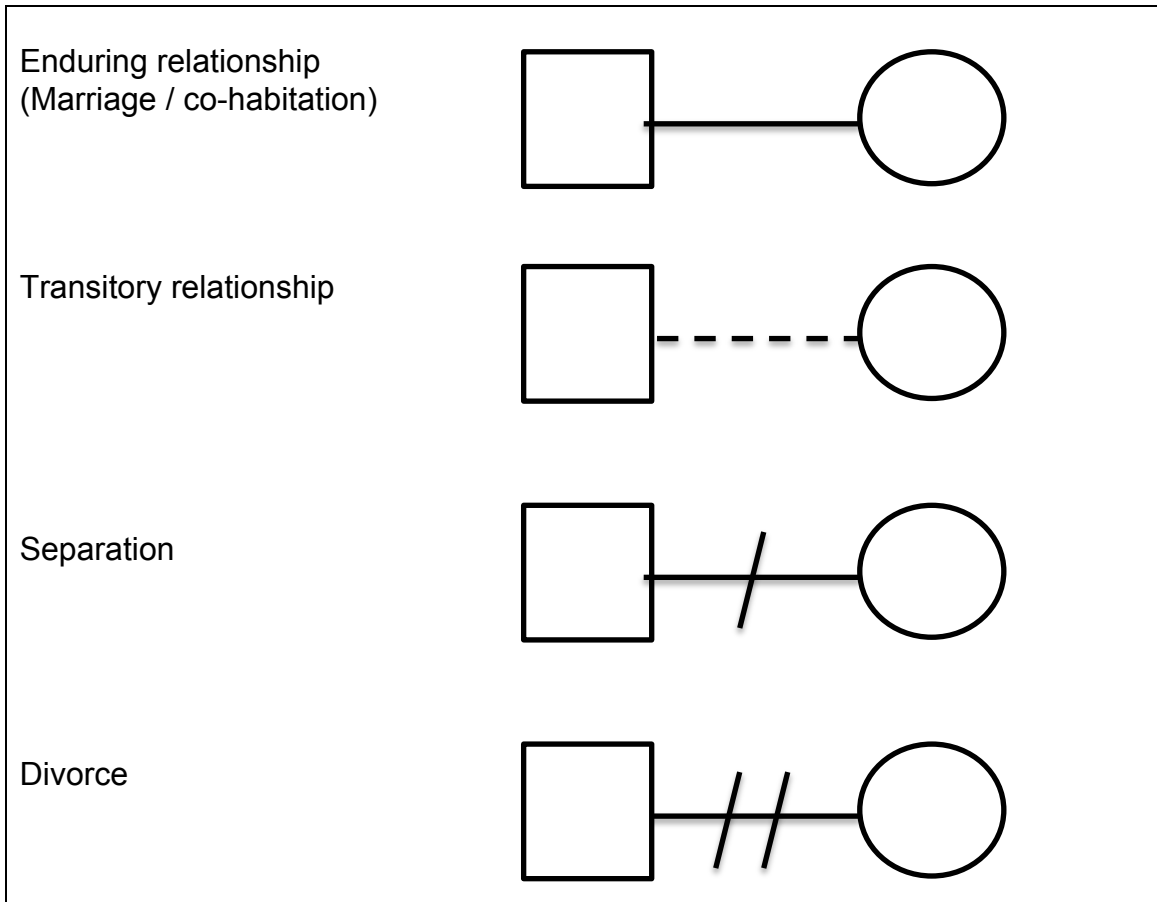 Enduring relationship
(Marriage / co-habitation)
Transitory relationship
Separation
Divorce